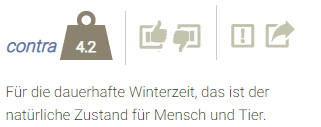 contra 4.2
Für die dauerhafte Winterzeit, das ist der
natürliche Zustand für Mensch und Tier.